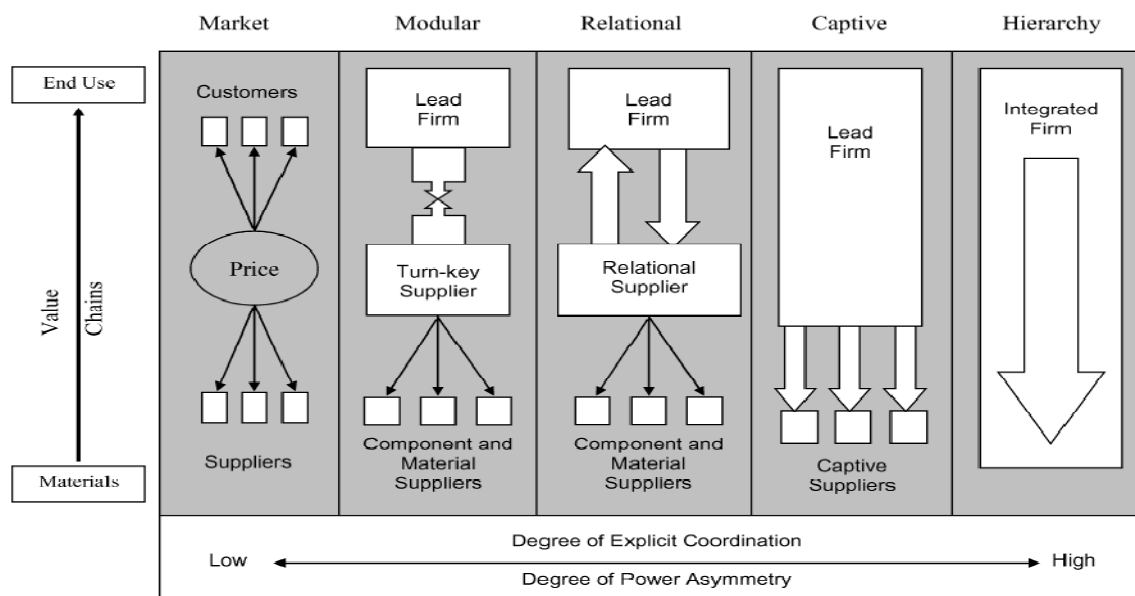 Market
Modular
Relational
Captive
Hierarchy
End Use
Value
Chains
Materials
Customers
Price
Suppliers
Lead
Firm
Turn-key
Supplier
Component and
Material
Suppliers
Lead
Firm
Relational
Supplier
Component and
Material
Suppliers
Lead
Firm
Captive
Suppliers
Integrated
Firm
Low
Degree of Explicit Coordination
Degree of Power Asymmetry
High